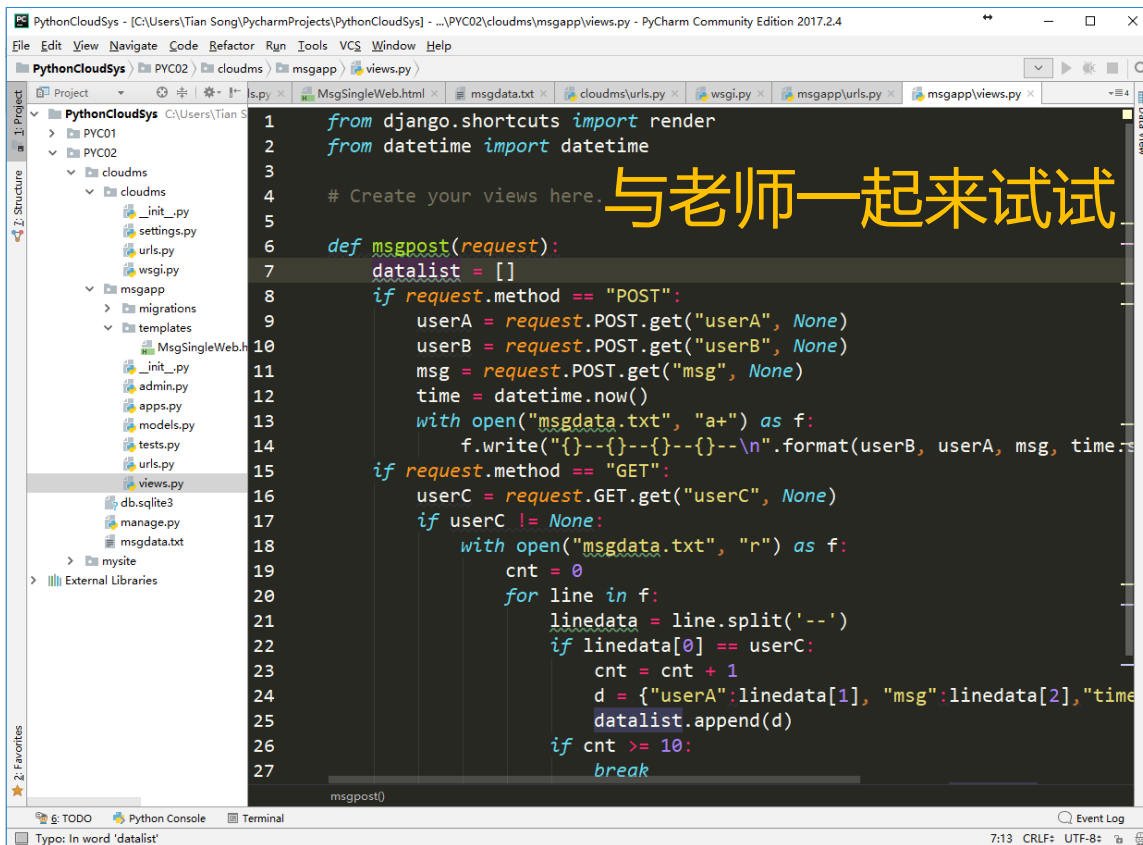 PythonCloudSys - [C:\Users\Tian Song\PycharmProjects\PythonCloudSys] - ...\PYC02\cloudms\msgapp\views.py - PyCharm Community Edition 2017.2.4
File Edit View Navigate Code Refactor Run Tools VCS Window Help
PythonCloudSys PYC02 cloudms msgapp views.py
Project ls.py MsgSingleWeb.html msgdata.txt cloudms\urls.py wsgi.py msgapp\urls.py msgapp\views.py
1: Project
7: Structure
2: Favorites
PythonCloudSys C:\Users\Tian S
PYC01
PYC02
cloudms
cloudms
__init__.py
settings.py
urls.py
wsgi.py
msgapp
migrations
templates
MsgSingleWeb.h
__init__.py
admin.py
apps.py
models.py
tests.py
urls.py
views.py
db.sqlite3
manage.py
msgdata.txt
mysite
External Libraries
与老师一起来试试
1 from django.shortcuts import render
2 from datetime import datetime
3
4 # Create your views here.
5
6 def msgpost(request):
7 datalist = []
8 if request.method == "POST":
9 userA = request.POST.get("userA", None)
10 userB = request.POST.get("userB", None)
11 msg = request.POST.get("msg", None)
12 time = datetime.now()
13 with open("msgdata.txt", "a+") as f:
14 f.write("{}--{}--{}--{}--\n".format(userB, userA, msg, time.s
15 if request.method == "GET":
16 userC = request.GET.get("userC", None)
17 if userC != None:
18 with open("msgdata.txt", "r") as f:
19 cnt = 0
20 for line in f:
21 linedata = line.split('--')
22 if linedata[0] == userC:
23 cnt = cnt + 1
24 d = {"userA":linedata[1], "msg":linedata[2],"time
25 datalist.append(d)
26 if cnt >= 10:
27 break
msgpost()
6: TODO Python Console Terminal Event Log
Typo: In word 'datalist' 7:13 CRLF UTF-8